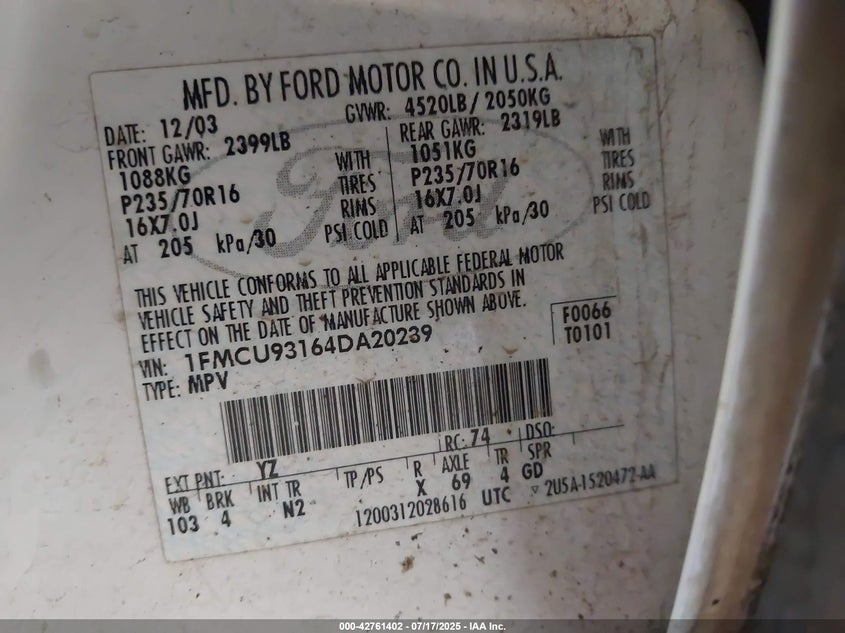 MFD. BY FORD MOTOR CO. IN U.S.A.
DATE: 12/03 GVWR: 4520LB/ 2050KG
FRONT GAWR: 2399LB REAR GAWR: 2319LB
1088KG WITH 1051KG WITH
P235/70R16 TIRES P235/70R16 TIRES
16X7.0J RIMS 16X7.0J RIMS
AT 205 kPa/30 PSI COLD AT 205 kPa/30 PSI COLD
Ford
THIS VEHICLE CONFORMS TO ALL APPLICABLE FEDERAL MOTOR
VEHICLE SAFETY AND THEFT PREVENTION STANDARDS IN
EFFECT ON THE DATE OF MANUFACTURE SHOWN ABOVE.
F0066
T0101
VIN: 1FMCU93164DA20239
TYPE: MPV
EXT PNT: YZ RC: 74 DSO:
WB BRK INT TR TP/PS R AXLE TR SPR
103 4 N2 X 69 4 GD
1200312028616 UTC 2U5A-1520472-AA
000-42761402 - 07/17/2025 - IAA Inc.